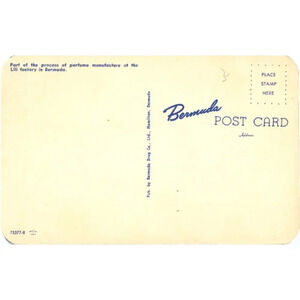 Part of the process of perfume manufacture at the
Lili factory in Bermuda.
PLACE
STAMP
HERE
Bermuda
POST CARD
Address
Pub. by Bermuda Drug Co., Ltd., Hamilton, Bermuda
75377-B